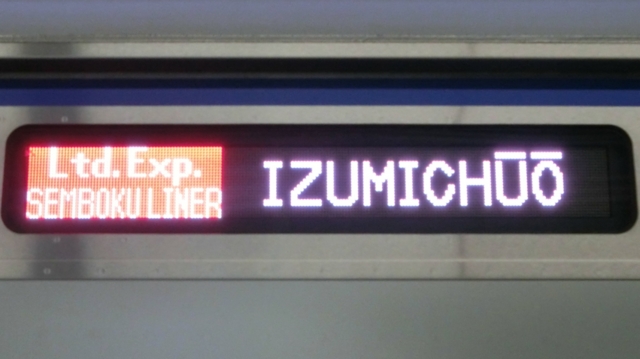 Ltd.Exp.
SEMBOKU LINER
IZUMICHŪŌ